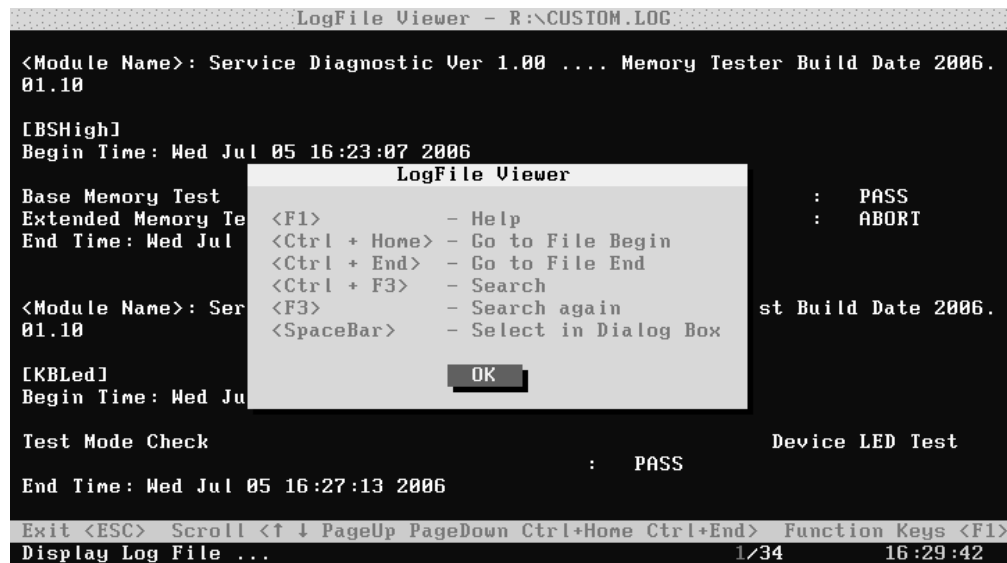 LogFile Viewer - R:\CUSTOM.LOG
<Module Name>: Service Diagnostic Ver 1.00 .... Memory Tester Build Date 2006.
01.10
[BSHigh]
Begin Time: Wed Jul 05 16:23:07 2006
Base Memory Test : PASS
Extended Memory Te : ABORT
End Time: Wed Jul
<Module Name>: Ser st Build Date 2006.
01.10
[KBLed]
Begin Time: Wed Ju
LogFile Viewer
<F1> - Help
<Ctrl + Home> - Go to File Begin
<Ctrl + End> - Go to File End
<Ctrl + F3> - Search
<F3> - Search again
<SpaceBar> - Select in Dialog Box
OK
Test Mode Check Device LED Test
: PASS
End Time: Wed Jul 05 16:27:13 2006
Exit <ESC> Scroll <↑ ↓ PageUp PageDown Ctrl+Home Ctrl+End> Function Keys <F1>
Display Log File ... 1/34 16:29:42